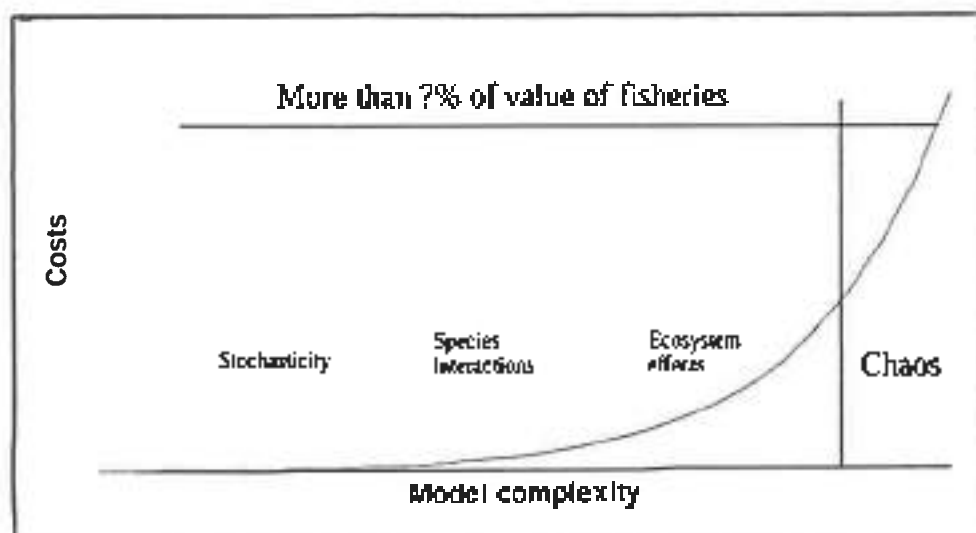 More than ?% of value of fisheries
Costs
Stochasticity
Species
Interactions
Ecosystem
effects
Chaos
Model complexity